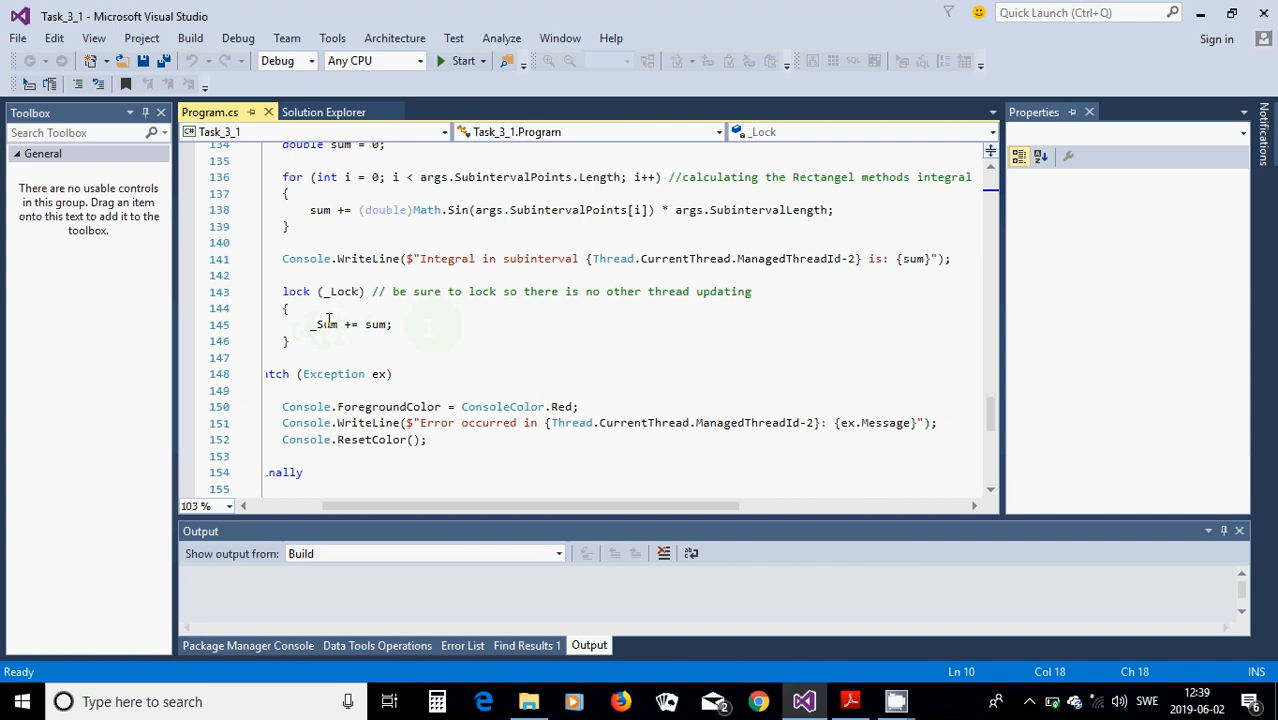 Task_3_1 - Microsoft Visual Studio
Quick Launch (Ctrl+Q)
File Edit View Project Build Debug Team Tools Architecture Test Analyze Window Help
Sign in
Debug Any CPU Start
Toolbox
Program.cs Solution Explorer
Properties
Notifications
Search Toolbox
Task_3_1 Task_3_1.Program _Lock
General
There are no usable controls
in this group. Drag an item
onto this text to add it to the
toolbox.
134 double sum = 0;
135
136 for (int i = 0; i < args.SubintervalPoints.Length; i++) //calculating the Rectangel methods integral
137 {
138 sum += (double)Math.Sin(args.SubintervalPoints[i]) * args.SubintervalLength;
139 }
140
141 Console.WriteLine($"Integral in subinterval {Thread.CurrentThread.ManagedThreadId-2} is: {sum}");
142
143 lock (_Lock) // be sure to lock so there is no other thread updating
144 {
145 _Sum += sum;
146 }
147
148 atch (Exception ex)
149
150 Console.ForegroundColor = ConsoleColor.Red;
151 Console.WriteLine($"Error occurred in {Thread.CurrentThread.ManagedThreadId-2}: {ex.Message}");
152 Console.ResetColor();
153
154 inally
155
103 %
Output
Show output from: Build
Package Manager Console Data Tools Operations Error List Find Results 1 Output
Ready Ln 10 Col 18 Ch 18 INS
Type here to search
2
SWE
12:39
2019-06-02
6